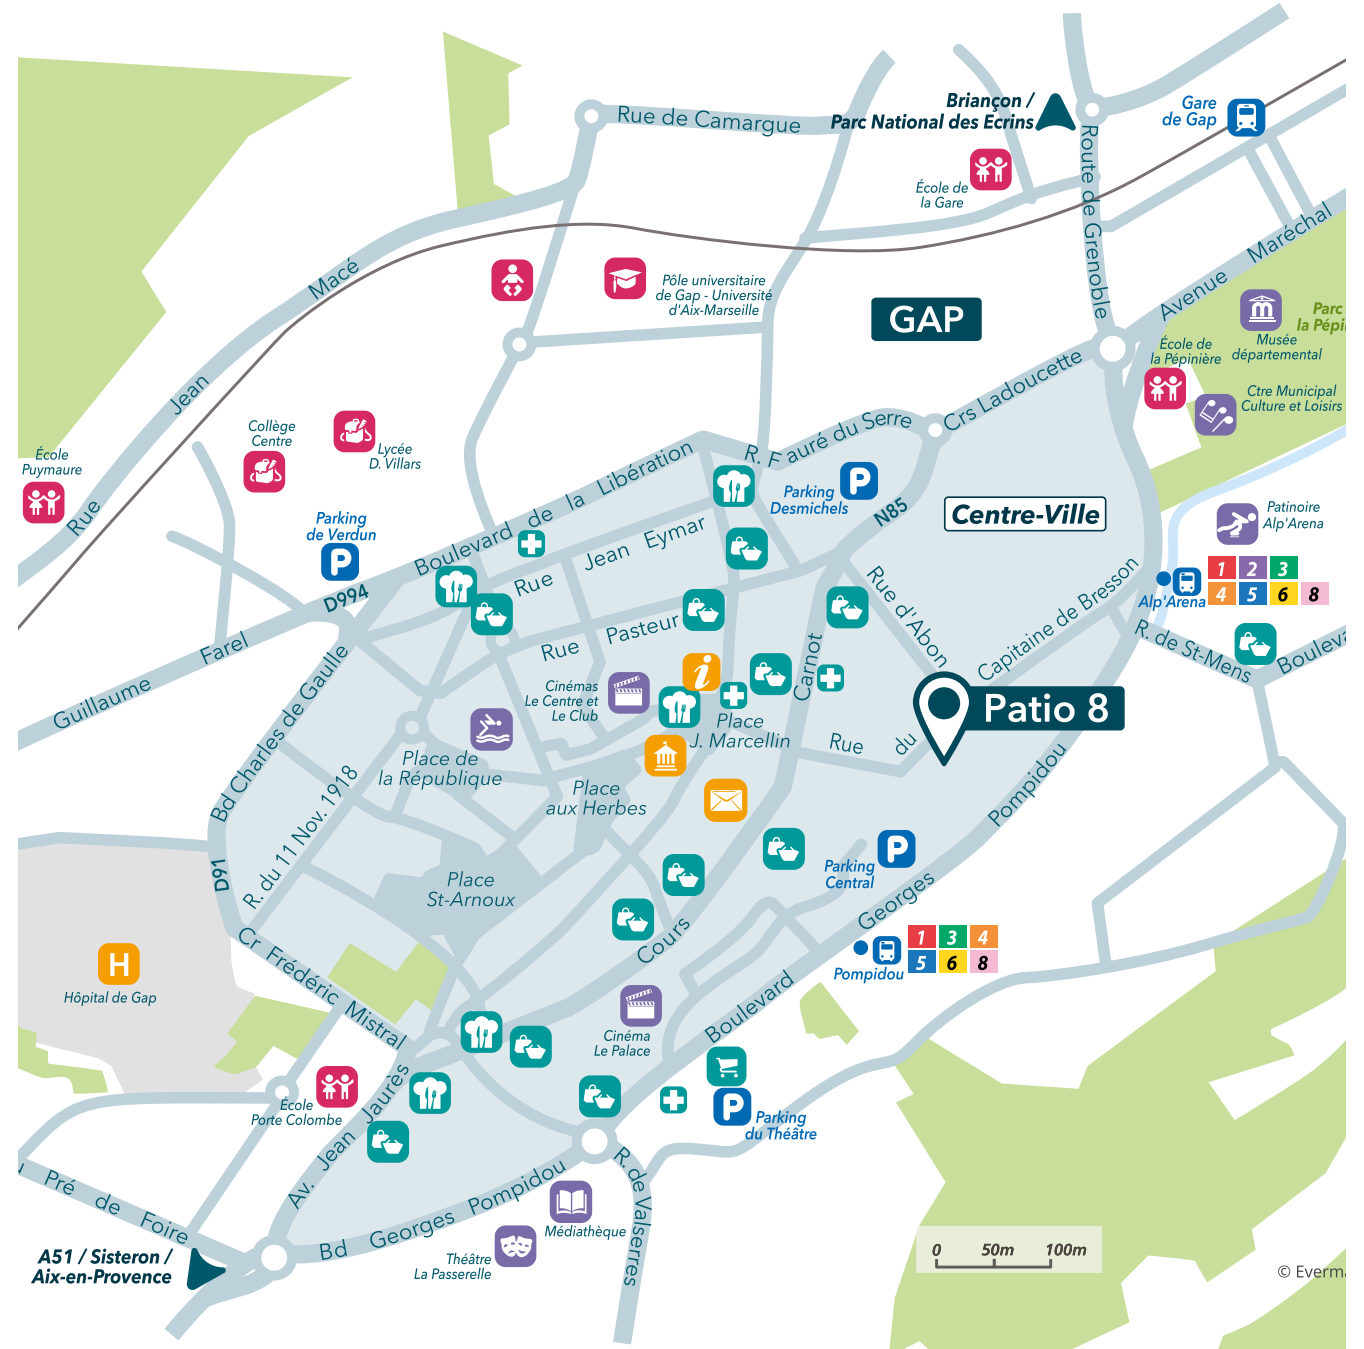 Rue de Camargue
Briançon /
Parc National des Ecrins
Gare
de Gap
Route de Grenoble
École de
la Gare
Avenue Maréchal
Rue Jean Macé
Pôle universitaire
de Gap - Université
d'Aix-Marseille
GAP
Parc
Musée
départemental
École de
la Pépinière
Ctre Municipal
Culture et Loisirs
Crs Ladoucette
R. Fauré du Serre
École
Puymaure
Collège
Centre
Lycée
D. Villars
Parking
de Verdun
P
Boulevard de la Libération
Parking
Desmichels
P
N85
Centre-Ville
Patinoire
Alp'Arena
1 2 3
4 5 6 8
Alp'Arena
D994
Rue Jean Eymar
Rue Pasteur
Rue d'Abon
Capitaine de Bresson
R. de St-Mens
Guillaume Farel
Bd Charles de Gaulle
Cinémas
Le Centre et
Le Club
i
Carnot
Place
J. Marcellin
Rue du
Patio 8
Place de
la République
Place
aux Herbes
R. du 11 Nov. 1918
D91
Place
St-Arnoux
Parking
Central
P
Boulevard Georges Pompidou
Cours
1 3 4
5 6 8
Pompidou
H
Hôpital de Gap
Cr Frédéric Mistral
Cinéma
Le Palace
École
Porte Colombe
Av. Jean Jaurès
P
Parking
du Théâtre
Pré de Foire
Bd Georges Pompidou
R. de Valserres
Médiathèque
Théâtre
La Passerelle
A51 / Sisteron /
Aix-en-Provence
0 50m 100m